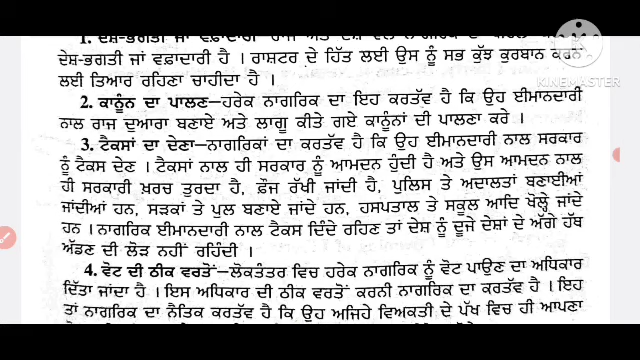 1. ਦੇਸ਼-ਭਗਤੀ ਜਾਂ ਵਫ਼ਾਦਾਰੀ
ਦੇਸ਼-ਭਗਤੀ ਜਾਂ ਵਫ਼ਾਦਾਰੀ ਹੈ । ਰਾਸ਼ਟਰ ਦੇ ਹਿੱਤ ਲਈ ਉਸ ਨੂੰ ਸਭ ਕੁੱਝ ਕੁਰਬਾਨ ਕਰਨ
ਲਈ ਤਿਆਰ ਰਹਿਣਾ ਚਾਹੀਦਾ ਹੈ ।
KINEMASTER
2. ਕਾਨੂੰਨ ਦਾ ਪਾਲਣ–ਹਰੇਕ ਨਾਗਰਿਕ ਦਾ ਇਹ ਕਰਤੱਵ ਹੈ ਕਿ ਉਹ ਈਮਾਨਦਾਰੀ
ਨਾਲ ਰਾਜ ਦੁਆਰਾ ਬਣਾਏ ਅਤੇ ਲਾਗੂ ਕੀਤੇ ਗਏ ਕਾਨੂੰਨਾਂ ਦੀ ਪਾਲਣਾ ਕਰੇ ।
3. ਟੈਕਸਾਂ ਦਾ ਦੇਣਾ–ਨਾਗਰਿਕਾਂ ਦਾ ਕਰਤੱਵ ਹੈ ਕਿ ਉਹ ਈਮਾਨਦਾਰੀ ਨਾਲ ਸਰਕਾਰ
ਨੂੰ ਟੈਕਸ ਦੇਣ । ਟੈਕਸਾਂ ਨਾਲ ਹੀ ਸਰਕਾਰ ਨੂੰ ਆਮਦਨ ਹੁੰਦੀ ਹੈ ਅਤੇ ਉਸ ਆਮਦਨ ਨਾਲ
ਹੀ ਸਰਕਾਰੀ ਖ਼ਰਚ ਤੁਰਦਾ ਹੈ, ਫ਼ੌਜ ਰੱਖੀ ਜਾਂਦੀ ਹੈ, ਪੁਲਿਸ ਤੇ ਅਦਾਲਤਾਂ ਬਣਾਈਆਂ
ਜਾਂਦੀਆਂ ਹਨ, ਸੜਕਾਂ ਤੇ ਪੁਲ ਬਣਾਏ ਜਾਂਦੇ ਹਨ, ਹਸਪਤਾਲ ਤੇ ਸਕੂਲ ਆਦਿ ਖੋਲ੍ਹੇ ਜਾਂਦੇ
ਹਨ । ਨਾਗਰਿਕ ਈਮਾਨਦਾਰੀ ਨਾਲ ਟੈਕਸ ਦਿੰਦੇ ਰਹਿਣ ਤਾਂ ਦੇਸ਼ ਨੂੰ ਦੂਜੇ ਦੇਸ਼ਾਂ ਦੇ ਅੱਗੇ ਹੱਥ
ਅੱਡਣ ਦੀ ਲੋੜ ਨਹੀਂ ਰਹਿੰਦੀ ।
4. ਵੋਟ ਦੀ ਠੀਕ ਵਰਤੋਂ–ਲੋਕਤੰਤਰ ਵਿਚ ਹਰੇਕ ਨਾਗਰਿਕ ਨੂੰ ਵੋਟ ਪਾਉਣ ਦਾ ਅਧਿਕਾਰ
ਦਿੱਤਾ ਜਾਂਦਾ ਹੈ । ਇਸ ਅਧਿਕਾਰ ਦੀ ਠੀਕ ਵਰਤੋਂ ਕਰਨੀ ਨਾਗਰਿਕ ਦਾ ਕਰਤੱਵ ਹੈ । ਇਹ
ਤਾਂ ਨਾਗਰਿਕ ਦਾ ਨੈਤਿਕ ਕਰਤੱਵ ਹੈ ਕਿ ਉਹ ਅਜਿਹੇ ਵਿਅਕਤੀ ਦੇ ਪੱਖ ਵਿਚ ਹੀ ਆਪਣਾ